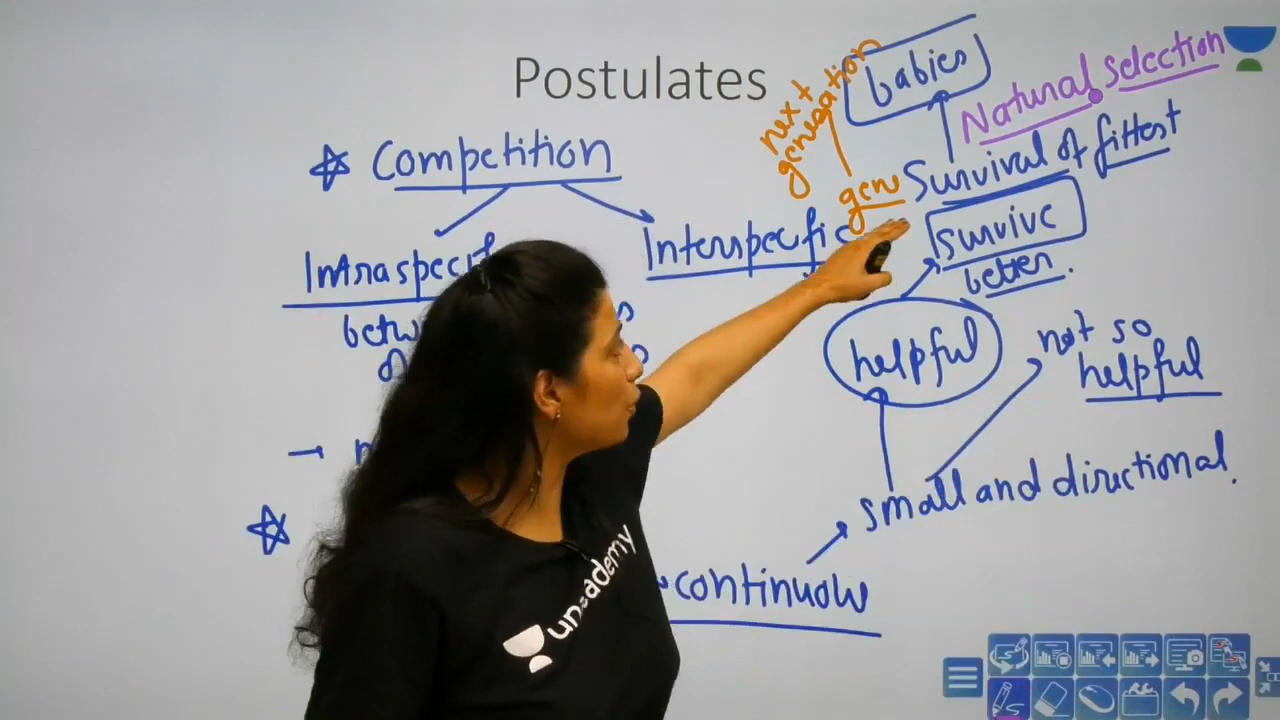 Postulates
babies
Natural selection
next
genegation
Competition
gen
Survival of fittest
Intraspecif
Interspecific
survive
better.
helpful
not so
helpful
small and directional.
continuous
unacademy